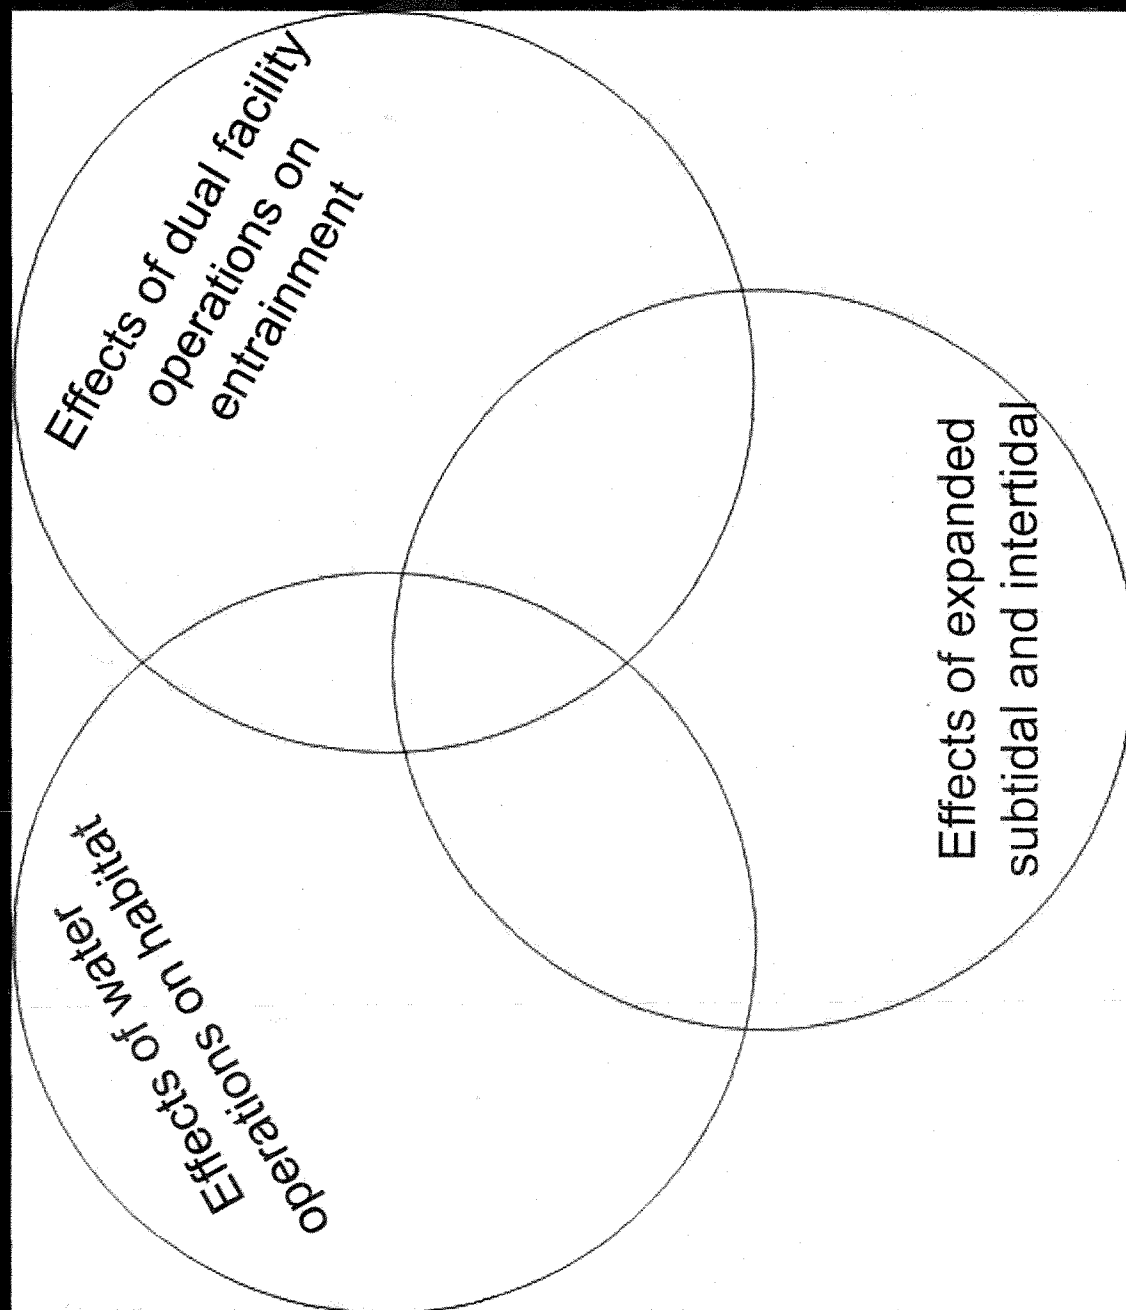 Effects of water
operations on habitat
Effects of dual facility
operations on
entrainment
Effects of expanded
subtidal and intertidal